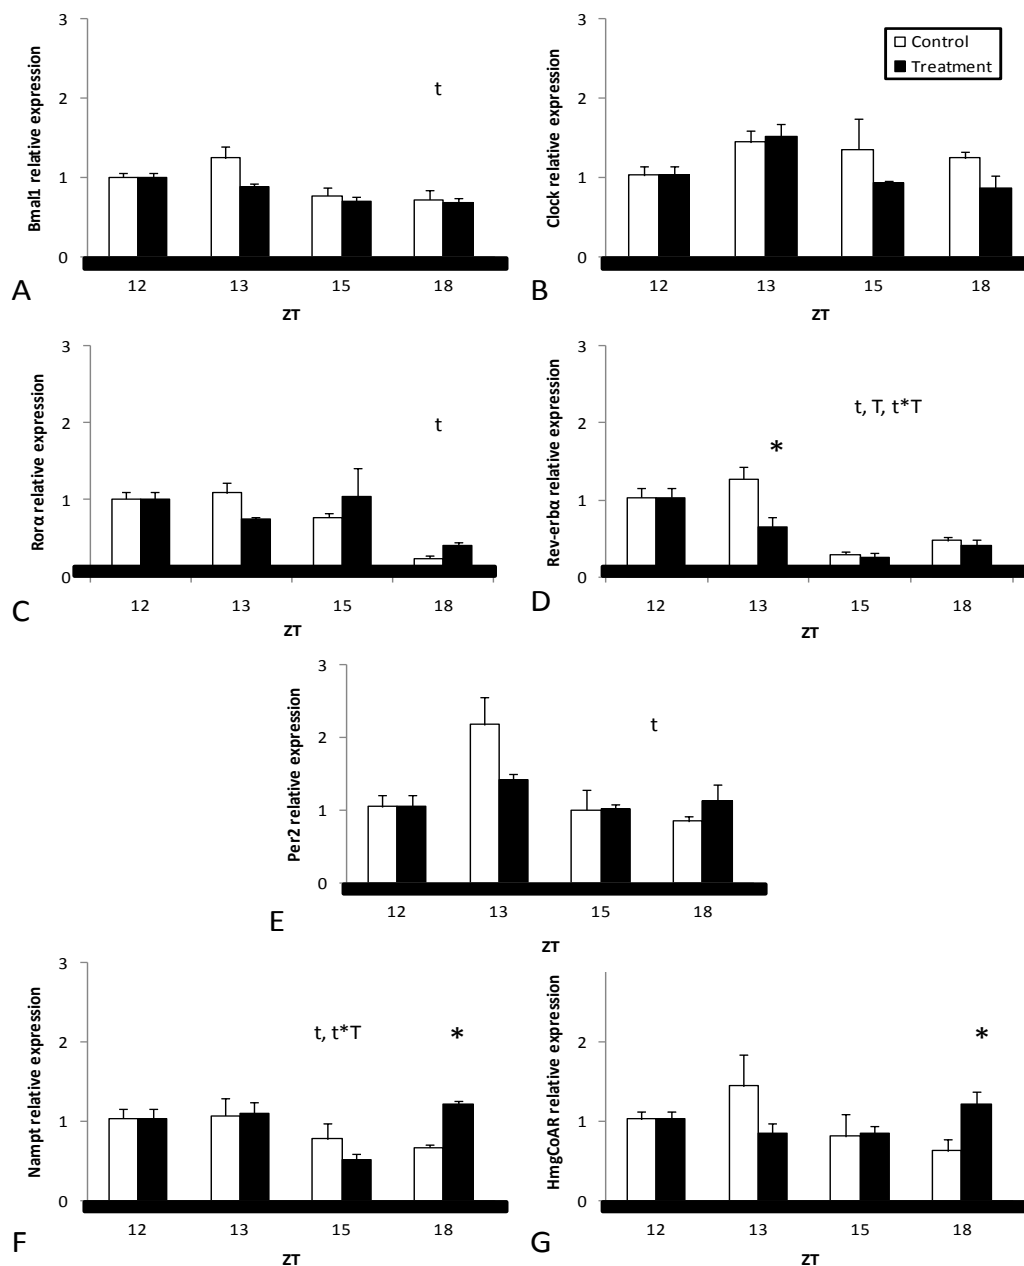 3
2
1
0
Bmal1 relative expression
t
12 13 15 18
ZT
A
3
2
1
0
Clock relative expression
Control
Treatment
12 13 15 18
ZT
B
3
2
1
0
Rorα relative expression
t
12 13 15 18
ZT
C
3
2
1
0
Rev-erbα relative expression
t, T, t*T
*
12 13 15 18
ZT
D
3
2
1
0
Per2 relative expression
t
12 13 15 18
ZT
E
3
2
1
0
Nampt relative expression
t, t*T
*
12 13 15 18
ZT
F
2
1
0
HmgCoAR relative expression
*
12 13 15 18
ZT
G